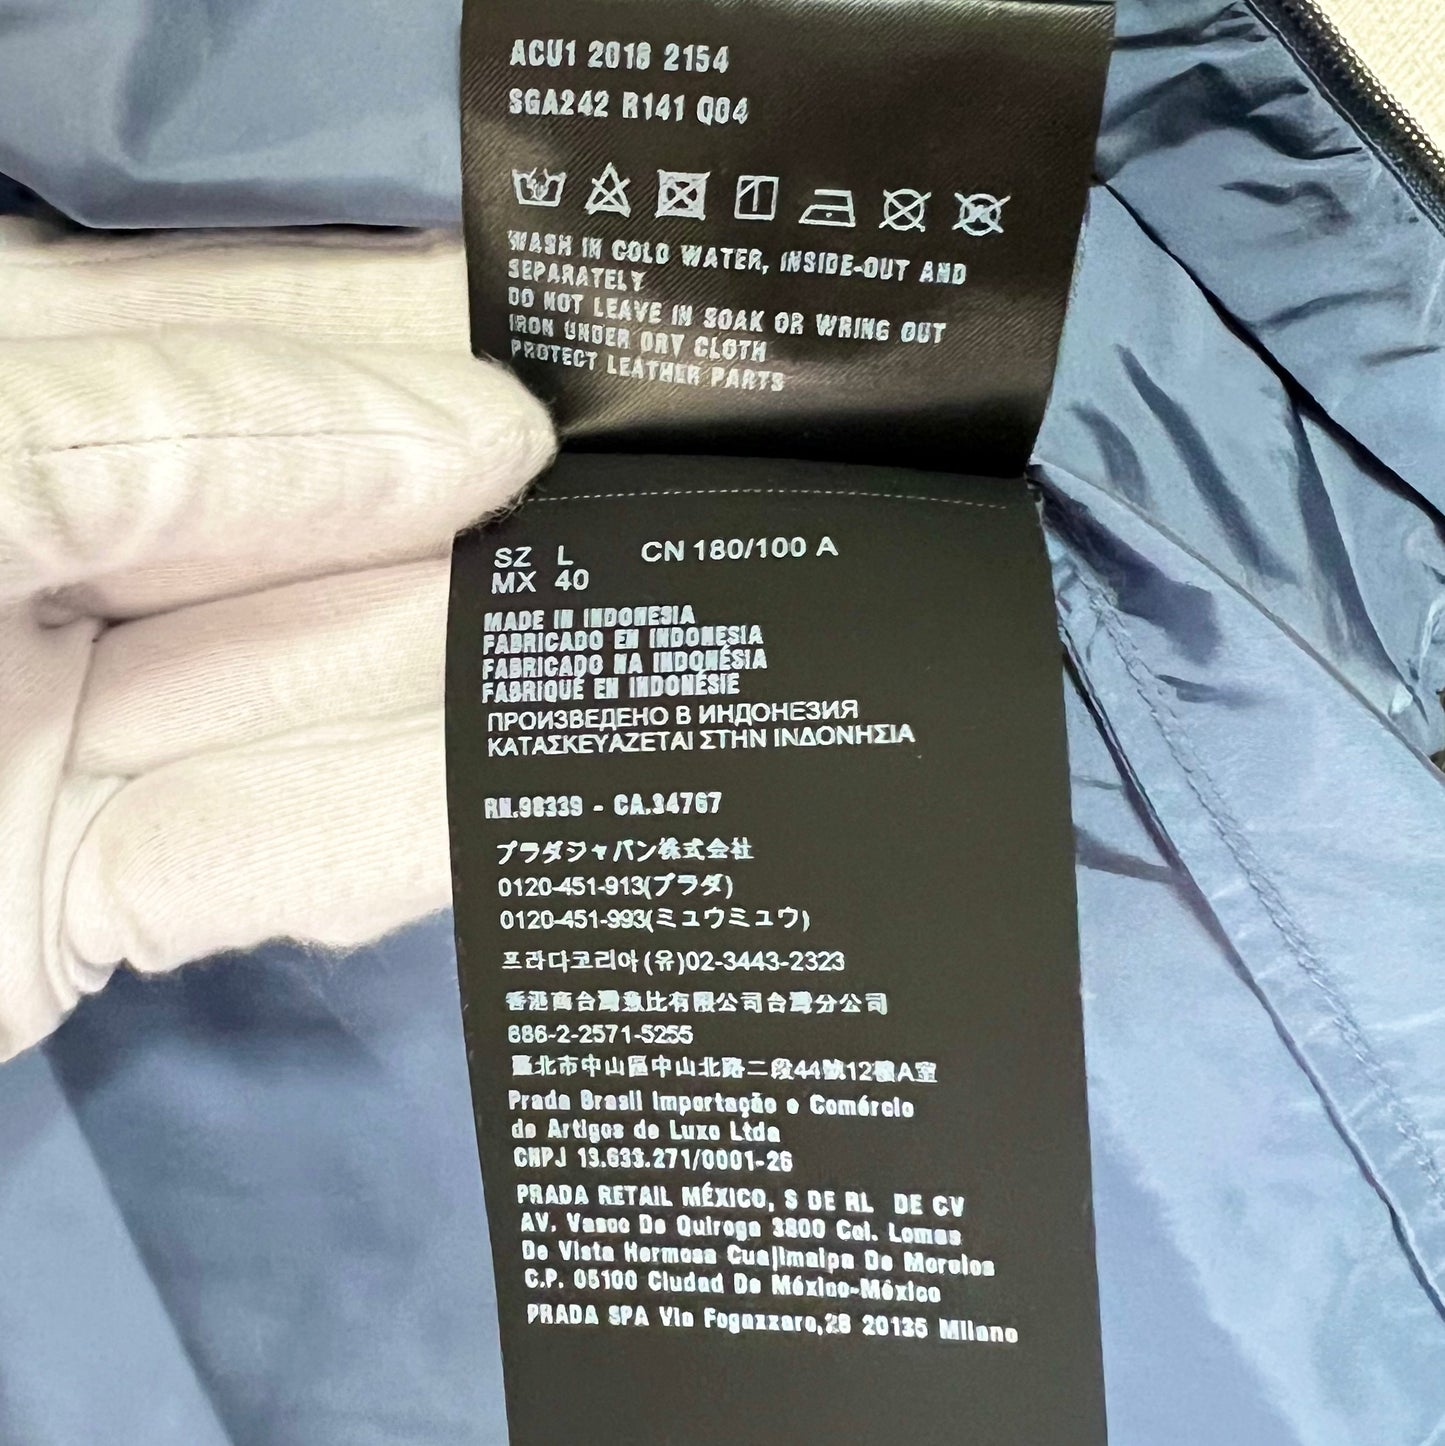 ACU1 2018 2154
SGA242 R141 Q04
WASH IN COLD WATER, INSIDE-OUT AND
SEPARATELY
DO NOT LEAVE IN SOAK OR WRING OUT
IRON UNDER DRY CLOTH
PROTECT LEATHER PARTS
SZ L CN 180/100 A
MX 40
MADE IN INDONESIA
FABRICADO EN INDONESIA
FABRICADO NA INDONÉSIA
FABRIQUÉ EN INDONÉSIE
ПРОИЗВЕДЕНО В ИНДОНЕЗИЯ
ΚΑΤΑΣΚΕΥΑΖΕΤΑΙ ΣΤΗΝ ΙΝΔΟΝΗΣΙΑ
RN.98339 - CA.34767
プラダジャパン株式会社
0120-451-913(プラダ)
0120-451-993(ミュウミュウ)
프라다코리아(유)02-3443-2323
香港商台灣意比有限公司台灣分公司
886-2-2571-5255
臺北市中山區中山北路二段44號12樓A室
Prada Brasil Importação e Comércio
de Artigos de Luxo Ltda
CNPJ 13.633.271/0001-26
PRADA RETAIL MÉXICO, S DE RL DE CV
AV. Vasco De Quiroga 3800 Col. Lomas
De Vista Hermosa Cuajimalpa De Morelos
C.P. 05100 Ciudad De México-México
PRADA SPA Via Fogazzaro,28 20135 Milano